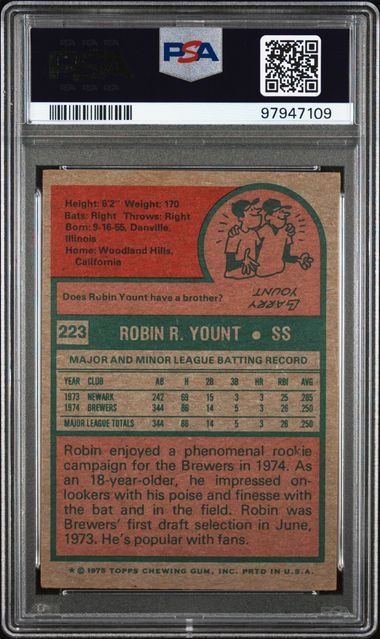 PSA
PSA
97947109
Height: 6'2" Weight: 170
Bats: Right Throws: Right
Born: 9-16-55, Danville,
Illinois
Home: Woodland Hills,
California
LARRY
YOUNT
Does Robin Yount have a brother?
223 ROBIN R. YOUNT • SS
MAJOR AND MINOR LEAGUE BATTING RECORD
YEAR CLUB AB H 2B 3B HR RBI AVG
1973 NEWARK 242 69 15 3 3 25 285
1974 BREWERS 344 86 14 5 3 26 .250
MAJOR LEAGUE TOTALS 344 86 14 5 3 26 .250
Robin enjoyed a phenomenal rookie
campaign for the Brewers in 1974. As
an 18-year-older, he impressed on-
lookers with his poise and finesse with
the bat and in the field. Robin was
Brewers' first draft selection in June,
1973. He's popular with fans.
* © 1975 TOPPS CHEWING GUM, INC. PRTD IN U.S.A.